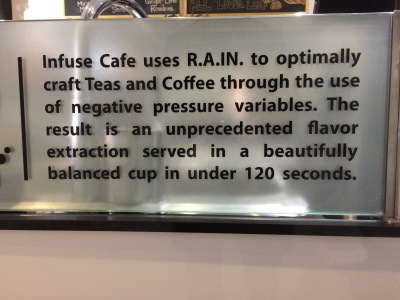 Infuse Cafe uses R.A.IN. to optimally
craft Teas and Coffee through the use
of negative pressure variables. The
result is an unprecedented flavor
extraction served in a beautifully
balanced cup in under 120 seconds.